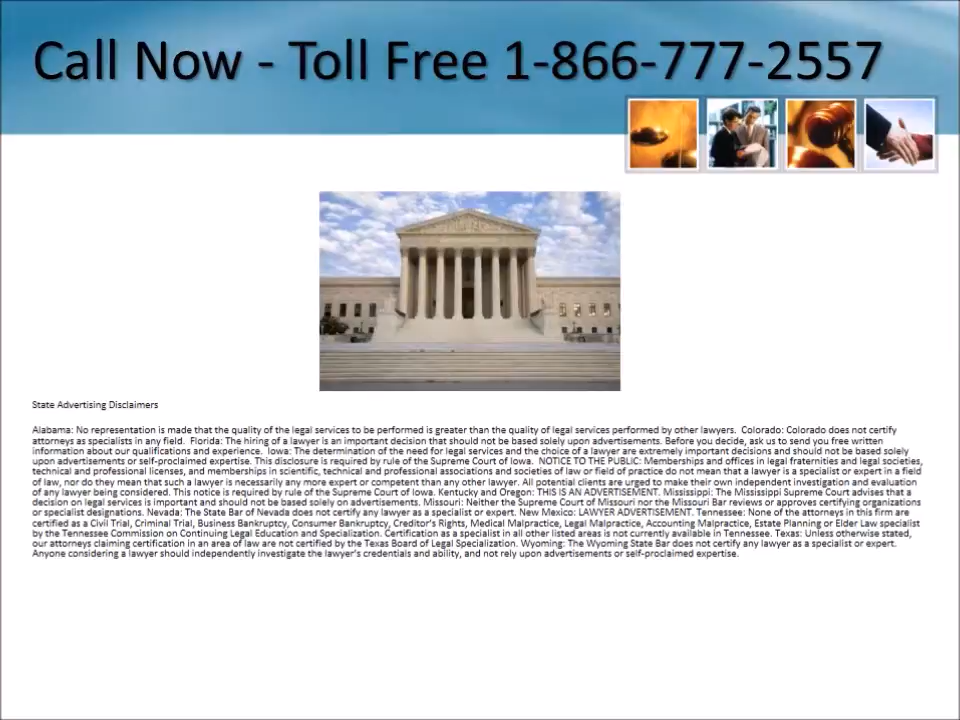 Call Now - Toll Free 1-866-777-2557
State Advertising Disclaimers
Alabama: No representation is made that the quality of the legal services to be performed is greater than the quality of legal services performed by other lawyers. Colorado: Colorado does not certify
attorneys as specialists in any field. Florida: The hiring of a lawyer is an important decision that should not be based solely upon advertisements. Before you decide, ask us to send you free written
information about our qualifications and experience. Iowa: The determination of the need for legal services and the choice of a lawyer are extremely important decisions and should not be based solely
upon advertisements or self-proclaimed expertise. This disclosure is required by rule of the Supreme Court of Iowa. NOTICE TO THE PUBLIC: Memberships and offices in legal fraternities and legal societies,
technical and professional licenses, and memberships in scientific, technical and professional associations and societies of law or field of practice do not mean that a lawyer is a specialist or expert in a field
of law, nor do they mean that such a lawyer is necessarily any more expert or competent than any other lawyer. All potential clients are urged to make their own independent investigation and evaluation
of any lawyer being considered. This notice is required by rule of the Supreme Court of Iowa. Kentucky and Oregon: THIS IS AN ADVERTISEMENT. Mississippi: The Mississippi Supreme Court advises that a
decision on legal services is important and should not be based solely on advertisements. Missouri: Neither the Supreme Court of Missouri nor the Missouri Bar reviews or approves certifying organizations
or specialist designations. Nevada: The State Bar of Nevada does not certify any lawyer as a specialist or expert. New Mexico: LAWYER ADVERTISEMENT. Tennessee: None of the attorneys in this firm are
certified as a Civil Trial, Criminal Trial, Business Bankruptcy, Consumer Bankruptcy, Creditor's Rights, Medical Malpractice, Legal Malpractice, Accounting Malpractice, Estate Planning or Elder Law specialist
by the Tennessee Commission on Continuing Legal Education and Specialization. Certification as a specialist in all other listed areas is not currently available in Tennessee. Texas: Unless otherwise stated,
our attorneys claiming certification in an area of law are not certified by the Texas Board of Legal Specialization. Wyoming: The Wyoming State Bar does not certify any lawyer as a specialist or expert.
Anyone considering a lawyer should independently investigate the lawyer's credentials and ability, and not rely upon advertisements or self-proclaimed expertise.